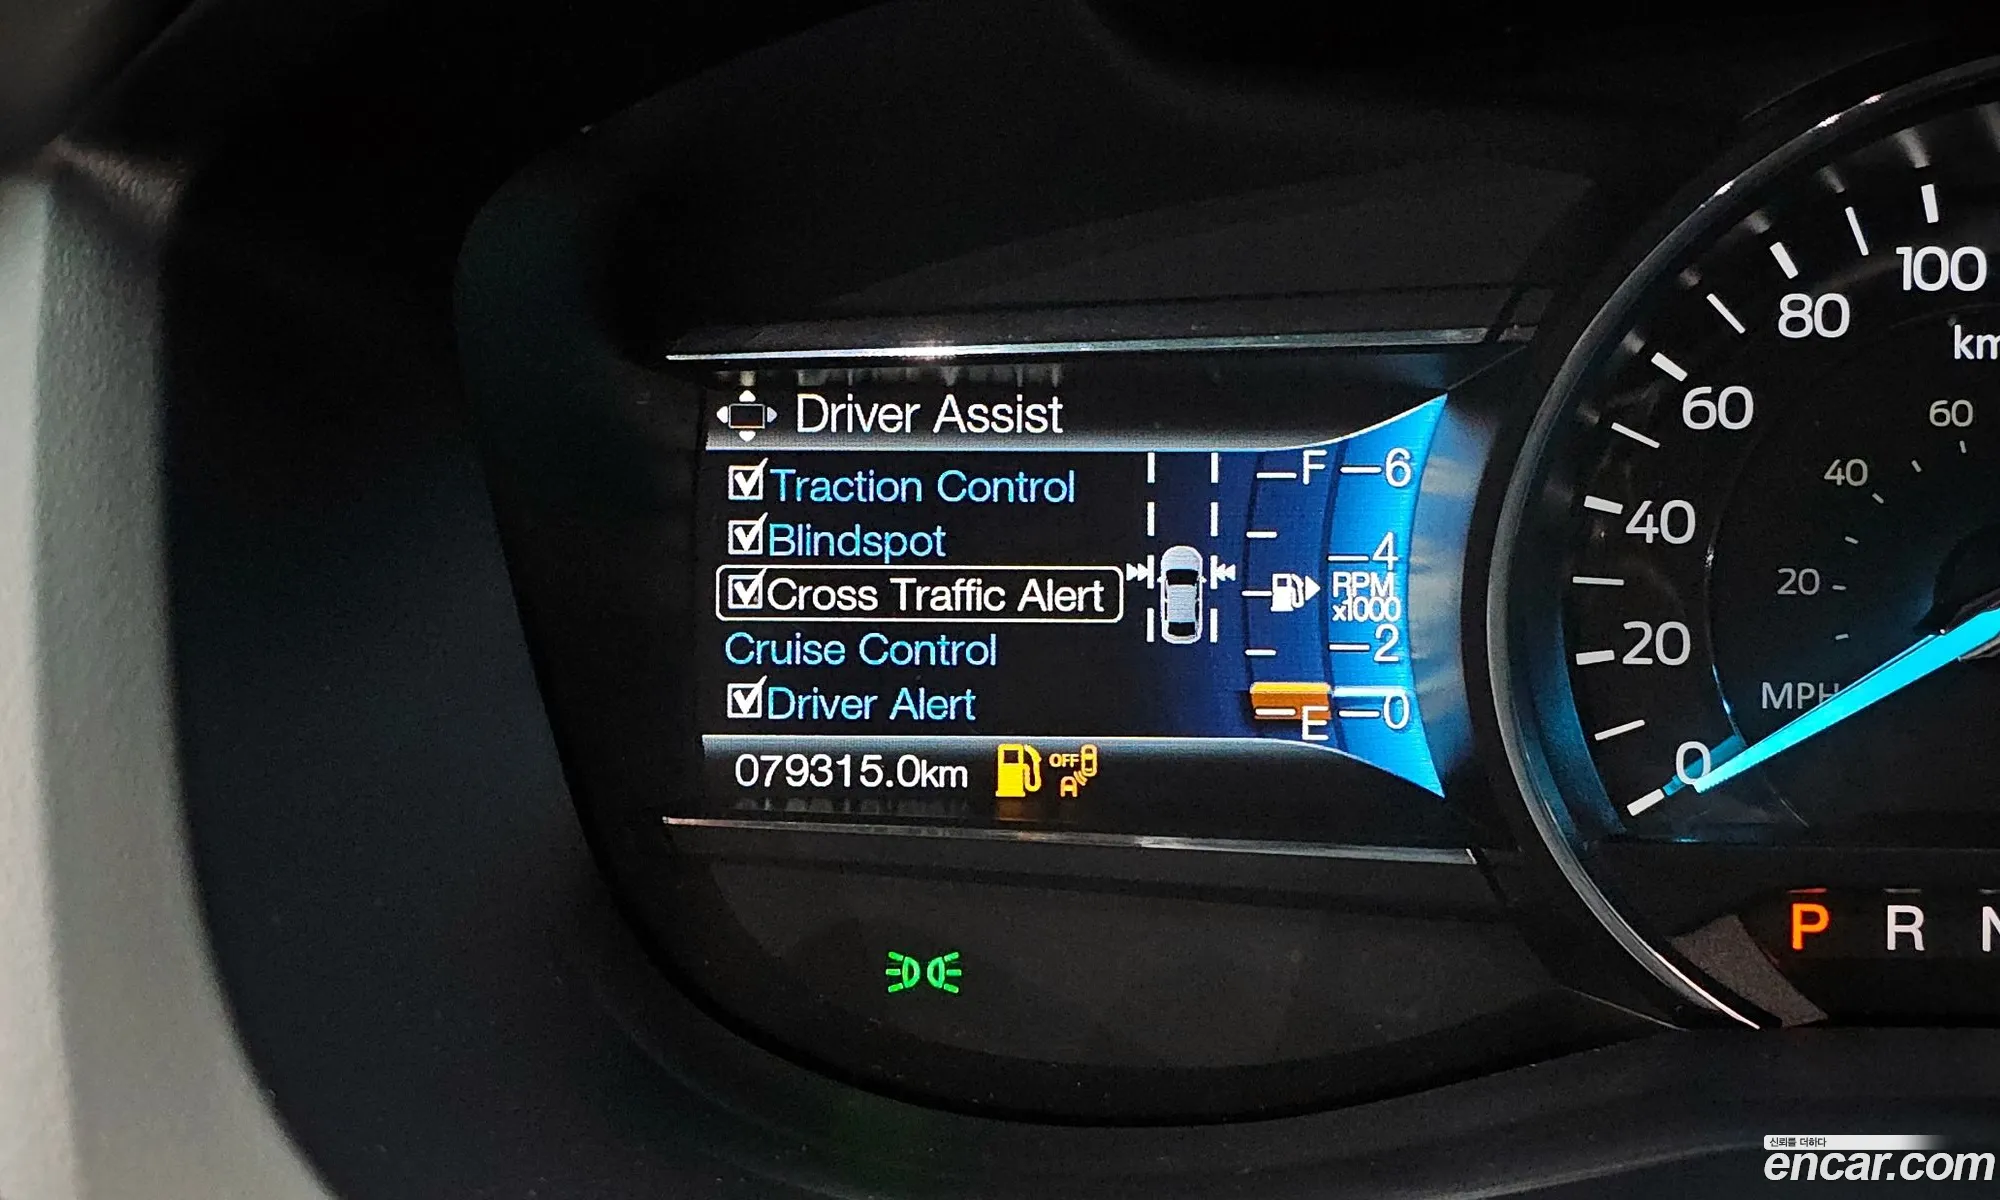 Driver Assist
Traction Control
Blindspot
Cross Traffic Alert
Cruise Control
Driver Alert
F
E
6
4
RPM
x1000
2
0
079315.0km
OFF
A
100
80
60
40
20
0
km
60
40
20
MPH
P R N
신뢰를 더하다
encar.com